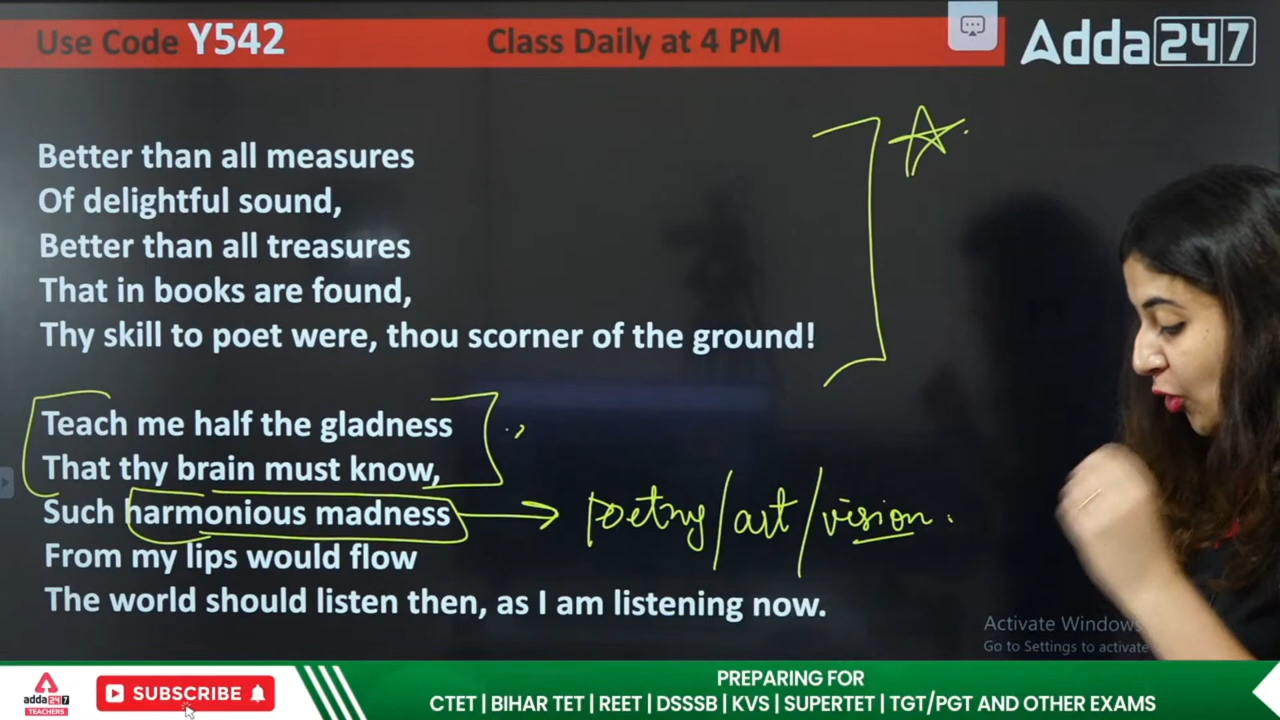 Use Code Y542
Class Daily at 4 PM
Adda247
Better than all measures
Of delightful sound,
Better than all treasures
That in books are found,
Thy skill to poet were, thou scorner of the ground!
Teach me half the gladness
That thy brain must know,
Such harmonious madness
poetry/art/vision.
From my lips would flow
The world should listen then, as I am listening now.
Activate Windows
Go to Settings to activate
adda247
TEACHERS
SUBSCRIBE
PREPARING FOR
CTET | BIHAR TET | REET | DSSSB | KVS | SUPERTET | TGT/PGT AND OTHER EXAMS